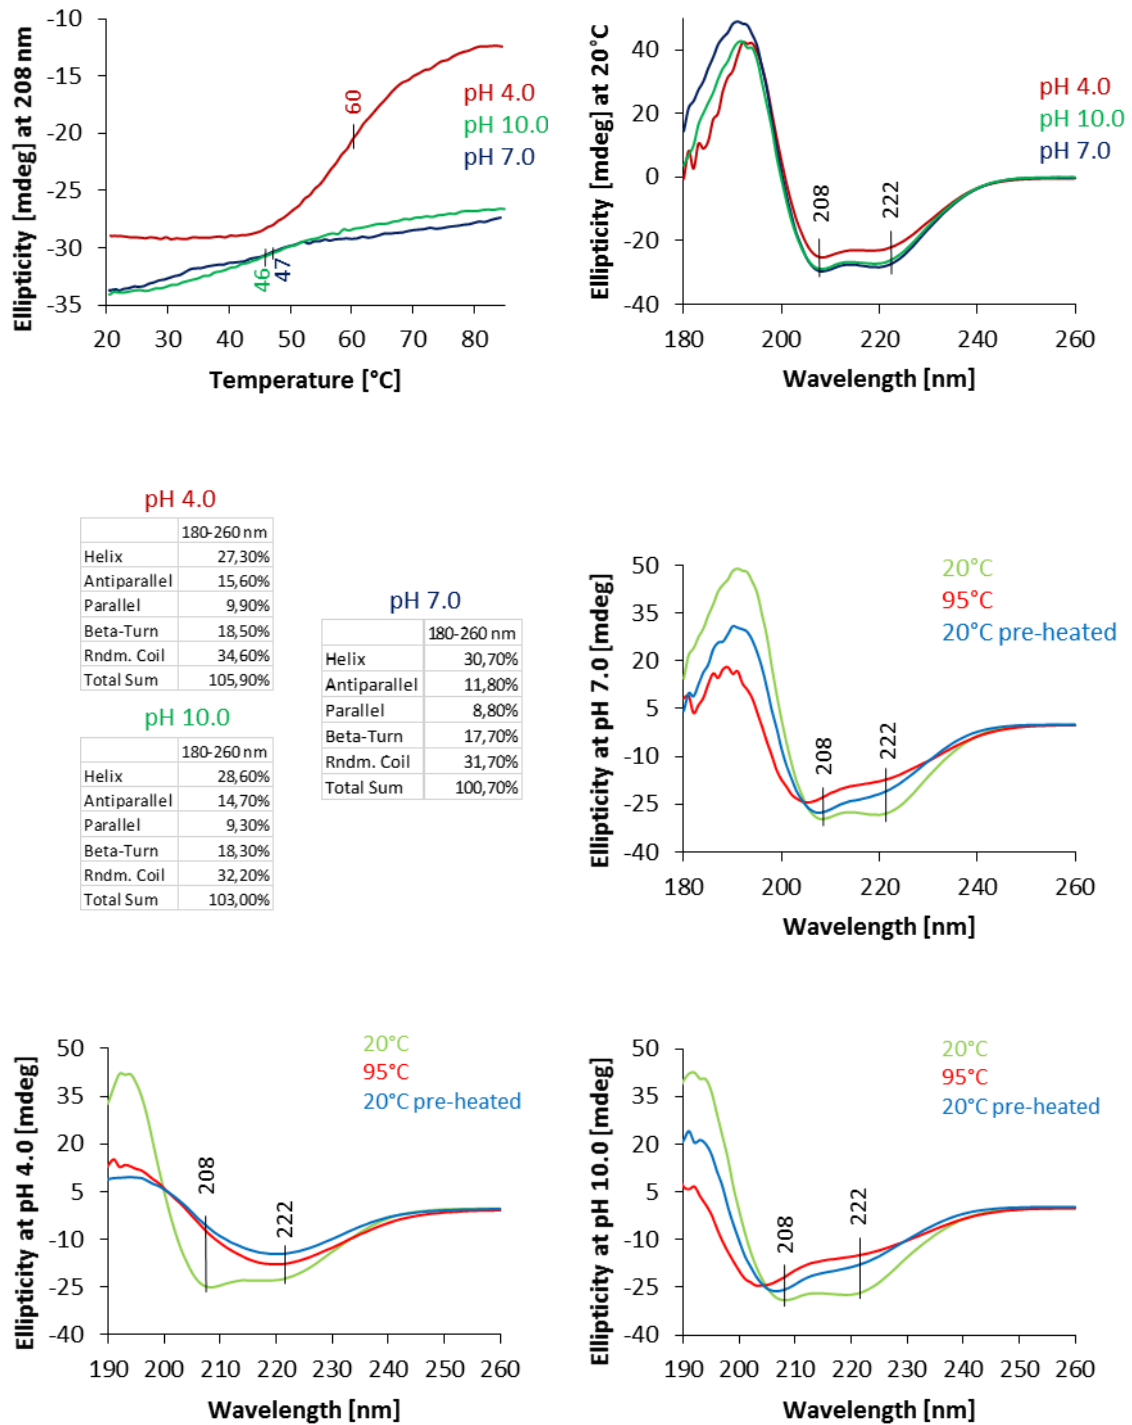 Ellipticity [mdeg] at 208 nm
-10
-15
-20
-25
-30
-35
20 30 40 50 60 70 80
Temperature [°C]
60
46
47
pH 4.0
pH 10.0
pH 7.0
Ellipticity [mdeg] at 20°C
40
20
0
-20
-40
180 200 220 240 260
Wavelength [nm]
208
222
pH 4.0
pH 10.0
pH 7.0
pH 4.0
180-260 nm
Helix 27,30%
Antiparallel 15,60%
Parallel 9,90%
Beta-Turn 18,50%
Rndm. Coil 34,60%
Total Sum 105,90%
pH 10.0
180-260 nm
Helix 28,60%
Antiparallel 14,70%
Parallel 9,30%
Beta-Turn 18,30%
Rndm. Coil 32,20%
Total Sum 103,00%
pH 7.0
180-260 nm
Helix 30,70%
Antiparallel 11,80%
Parallel 8,80%
Beta-Turn 17,70%
Rndm. Coil 31,70%
Total Sum 100,70%
Ellipticity at pH 7.0 [mdeg]
50
35
20
5
-10
-25
-40
180 200 220 240 260
Wavelength [nm]
208
222
20°C
95°C
20°C pre-heated
Ellipticity at pH 4.0 [mdeg]
50
35
20
5
-10
-25
-40
190 200 210 220 230 240 250 260
Wavelength [nm]
208
222
20°C
95°C
20°C pre-heated
Ellipticity at pH 10.0 [mdeg]
50
35
20
5
-10
-25
-40
190 200 210 220 230 240 250 260
Wavelength [nm]
208
222
20°C
95°C
20°C pre-heated